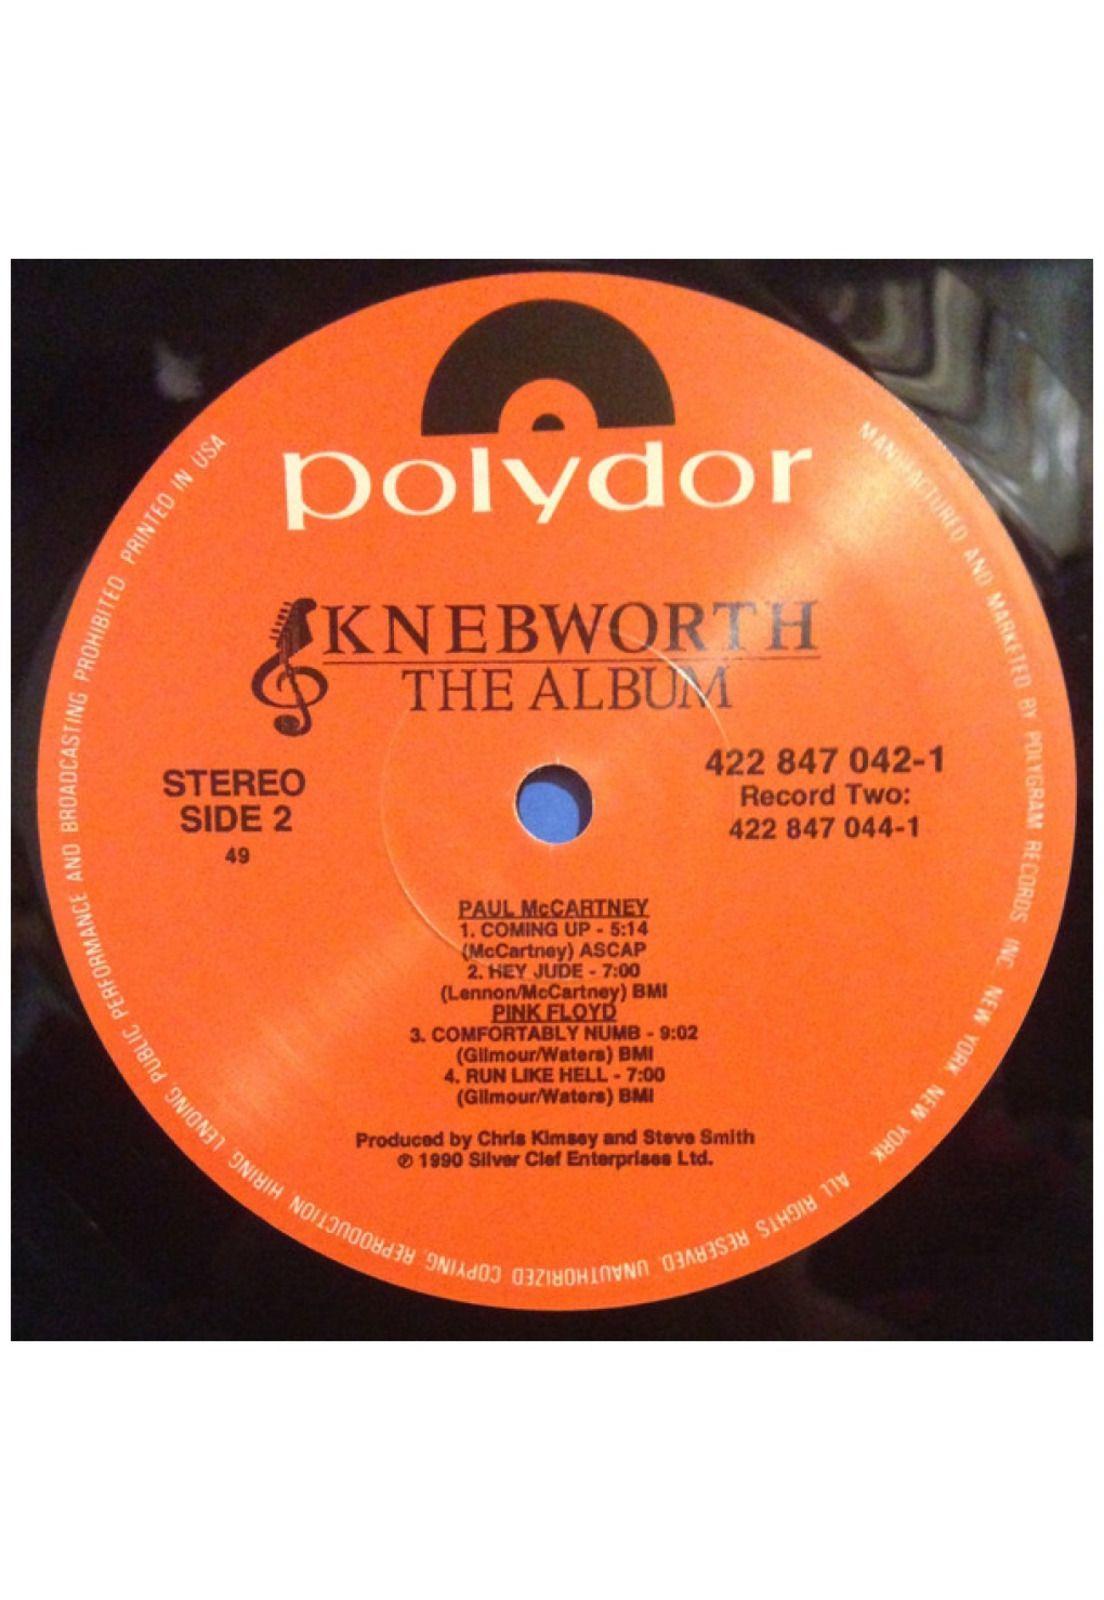 polydor
KNEBWORTH
THE ALBUM
STEREO
SIDE 2
49
422 847 042-1
Record Two:
422 847 044-1
PAUL McCARTNEY
1. COMING UP - 5:14
(McCartney) ASCAP
2. HEY JUDE - 7:00
(Lennon/McCartney) BMI
PINK FLOYD
3. COMFORTABLY NUMB - 9:02
(Gilmour/Waters) BMI
4. RUN LIKE HELL - 7:00
(Gilmour/Waters) BMI
Produced by Chris Kimsey and Steve Smith
℗ 1990 Silver Clef Enterprises Ltd.
MANUFACTURED AND MARKETED BY POLYGRAM RECORDS, INC. NEW YORK, NEW YORK. ALL RIGHTS RESERVED. UNAUTHORIZED COPYING, REPRODUCTION HIRING, LENDING, PUBLIC PERFORMANCE AND BROADCASTING PROHIBITED PRINTED IN USA